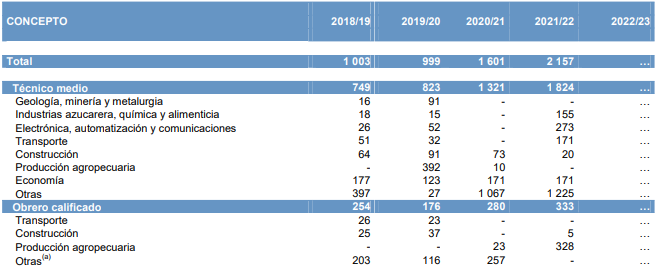 CONCEPTO 2018/19 2019/20 2020/21 2021/22 2022/23
Total 1 003 999 1 601 2 157 ...
Técnico medio 749 823 1 321 1 824 ...
Geología, minería y metalurgia 16 91 - - ...
Industrias azucarera, química y alimenticia 18 15 - 155 ...
Electrónica, automatización y comunicaciones 26 52 - 273 ...
Transporte 51 32 - 171 ...
Construcción 64 91 73 20 ...
Producción agropecuaria - 392 10 - ...
Economía 177 123 171 171 ...
Otras 397 27 1 067 1 225 ...
Obrero calificado 254 176 280 333 ...
Transporte 26 23 - - ...
Construcción 25 37 - 5 ...
Producción agropecuaria - - 23 328 ...
Otras(a) 203 116 257 - ...